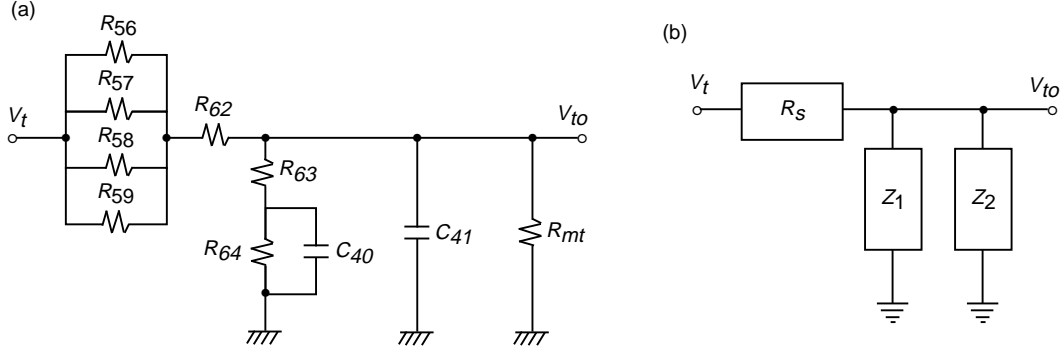 (a)
R56
R57
R58
R59
Vt
R62
Vto
R63
R64
C40
C41
Rmt
(b)
Vt
Rs
Vto
Z1
Z2